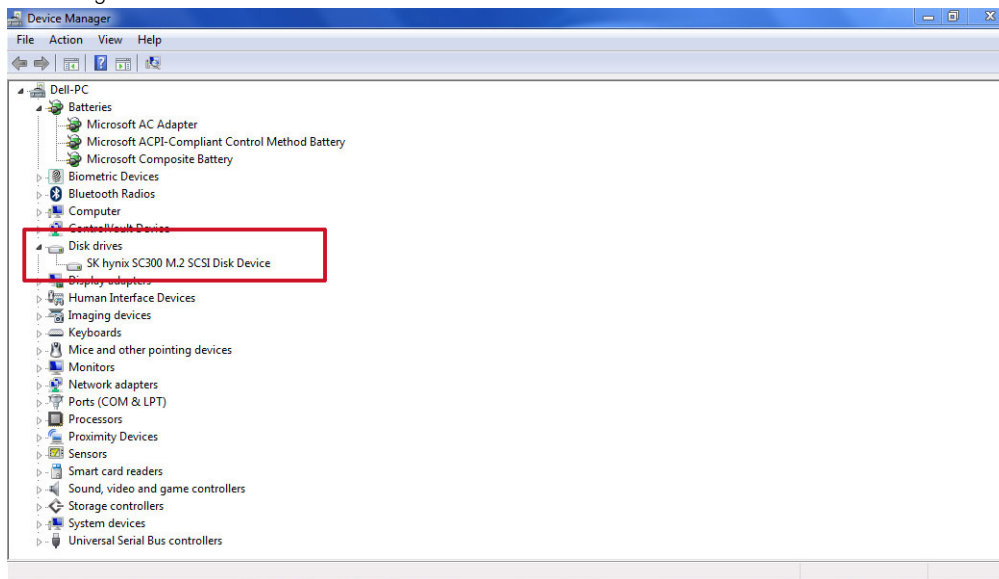 Device Manager
File Action View Help
Dell-PC
Batteries
Microsoft AC Adapter
Microsoft ACPI-Compliant Control Method Battery
Microsoft Composite Battery
Biometric Devices
Bluetooth Radios
Computer
ControlVault Device
Disk drives
SK hynix SC300 M.2 SCSI Disk Device
Display adapters
Human Interface Devices
Imaging devices
Keyboards
Mice and other pointing devices
Monitors
Network adapters
Ports (COM & LPT)
Processors
Proximity Devices
Sensors
Smart card readers
Sound, video and game controllers
Storage controllers
System devices
Universal Serial Bus controllers